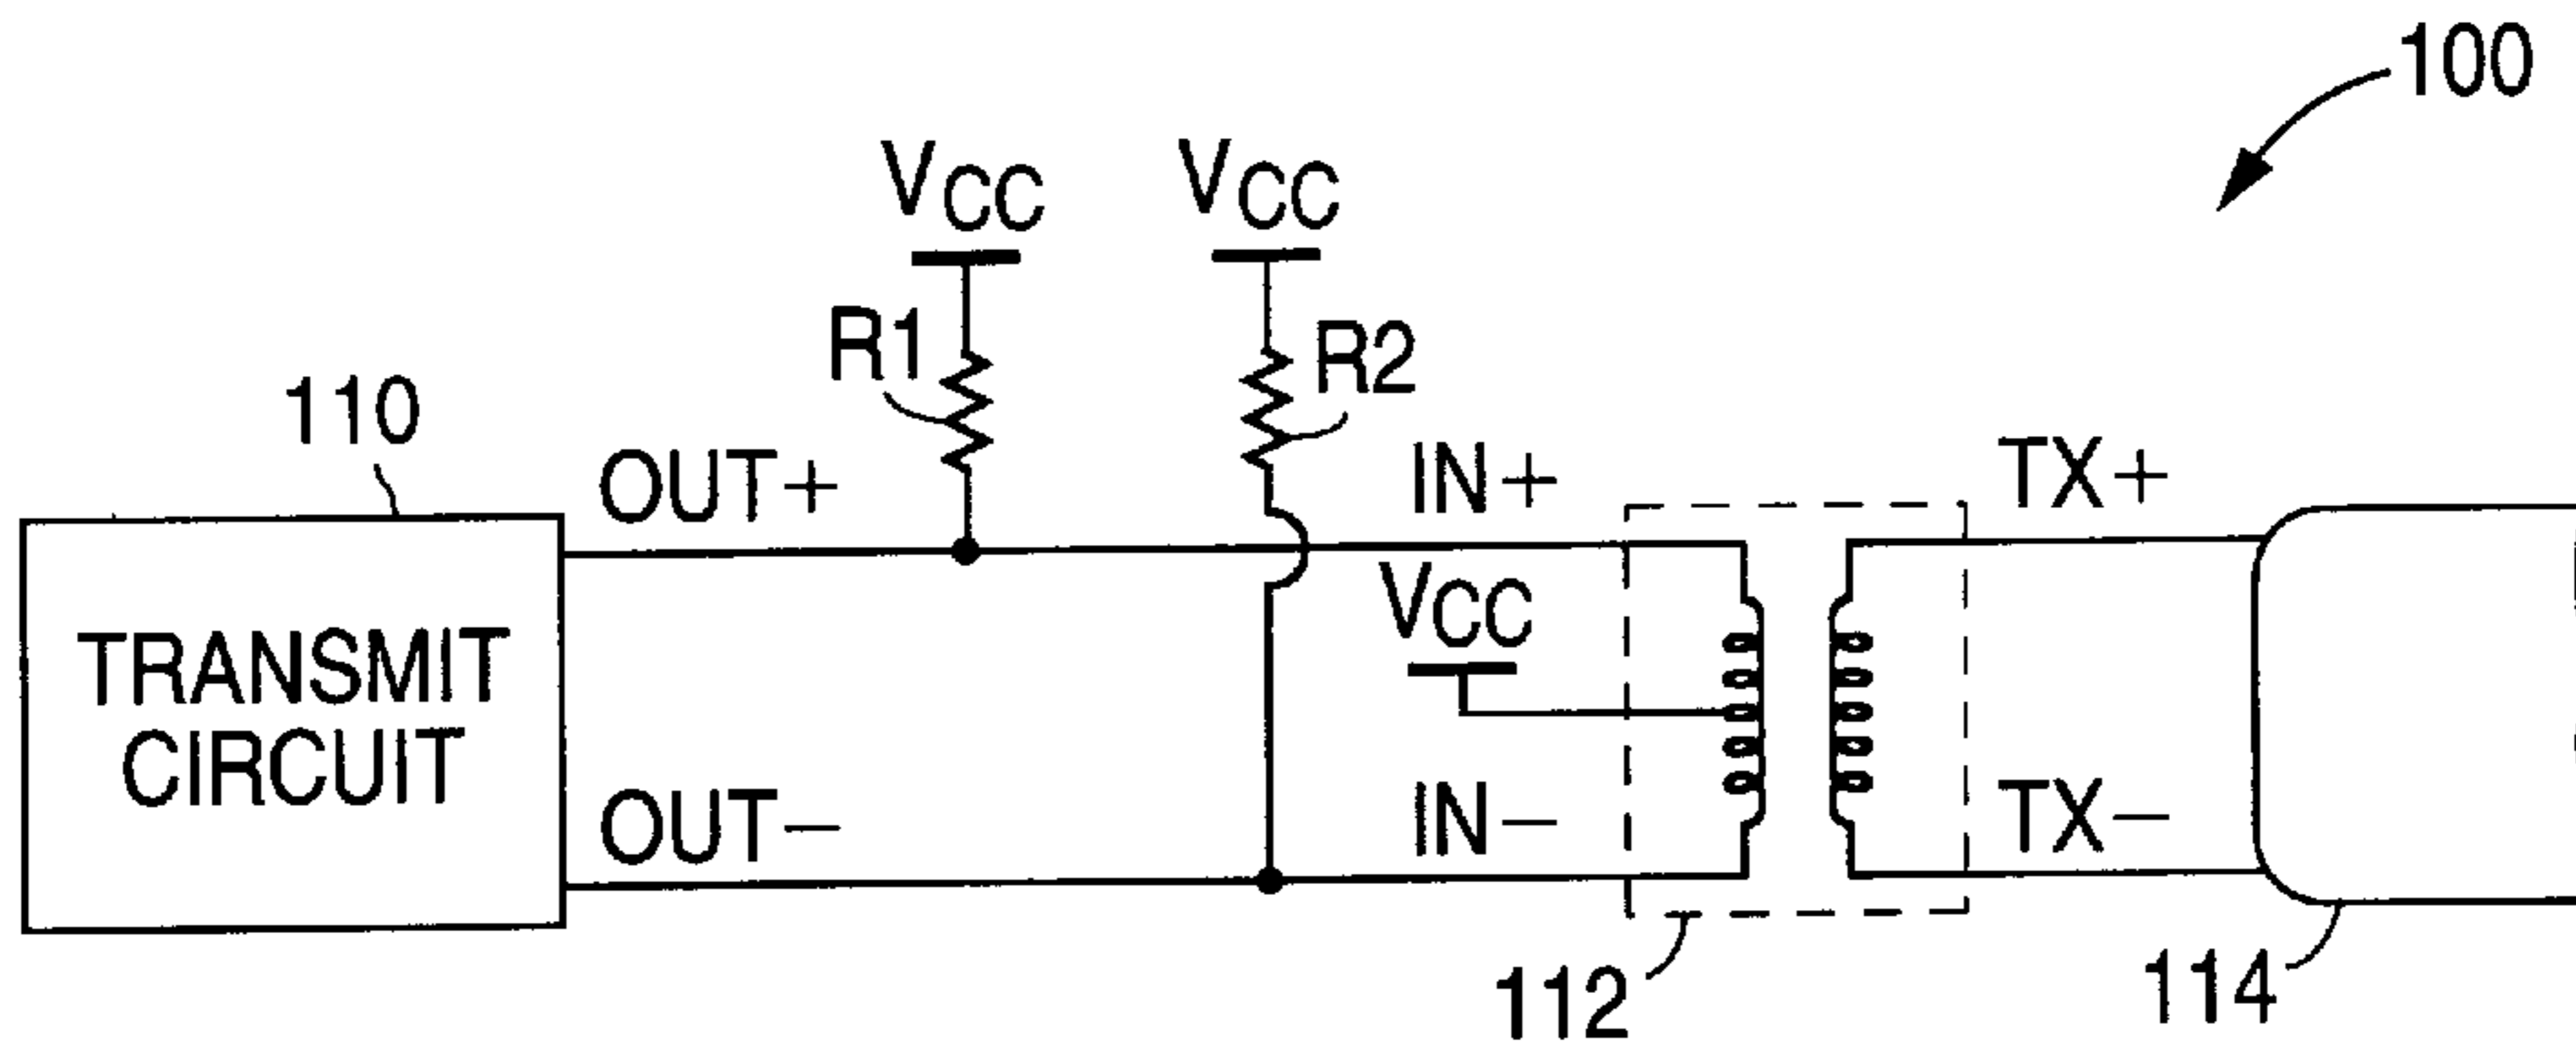 100
VCC
VCC
R1
R2
110
OUT+
IN+
TX+
TRANSMIT
CIRCUIT
VCC
OUT−
IN−
TX−
112
114